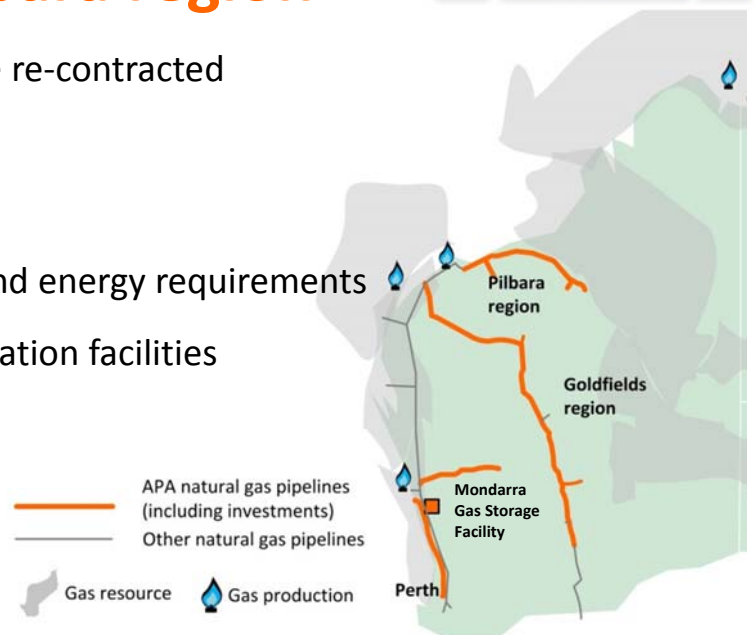 region
re-contracted
nd energy requirements
ation facilities
Pilbara
region
Goldfields
region
Mondarra
Gas Storage
Facility
Perth
APA natural gas pipelines
(including investments)
Other natural gas pipelines
Gas resource
Gas production